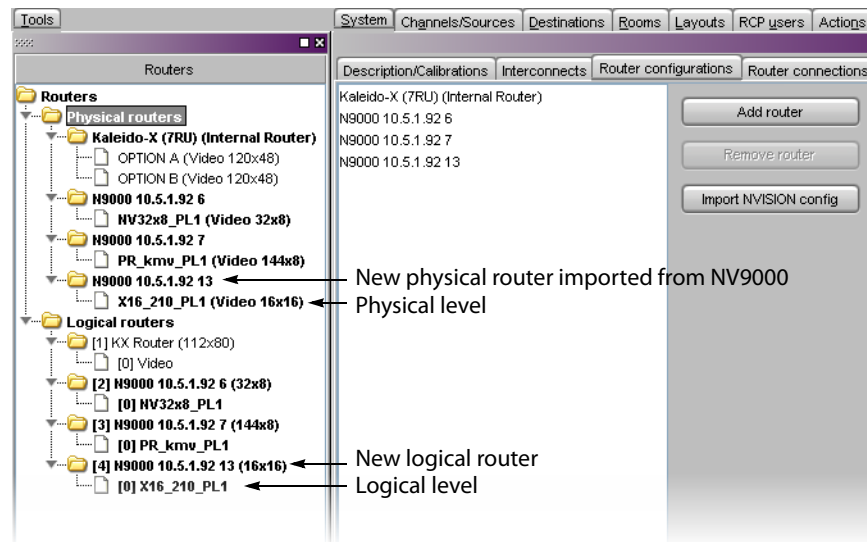 Tools
Routers
Routers
Physical routers
Kaleido-X (7RU) (Internal Router)
OPTION A (Video 120x48)
OPTION B (Video 120x48)
N9000 10.5.1.92 6
NV32x8_PL1 (Video 32x8)
N9000 10.5.1.92 7
PR_kmv_PL1 (Video 144x8)
N9000 10.5.1.92 13
X16_210_PL1 (Video 16x16)
Logical routers
[1] KX Router (112x80)
[0] Video
[2] N9000 10.5.1.92 6 (32x8)
[0] NV32x8_PL1
[3] N9000 10.5.1.92 7 (144x8)
[0] PR_kmv_PL1
[4] N9000 10.5.1.92 13 (16x16)
[0] X16_210_PL1
System Channels/Sources Destinations Rooms Layouts RCP users Actions
Description/Calibrations Interconnects Router configurations Router connections
Kaleido-X (7RU) (Internal Router)
N9000 10.5.1.92 6
N9000 10.5.1.92 7
N9000 10.5.1.92 13
Add router
Remove router
Import NVISION config
New physical router imported from NV9000
Physical level
New logical router
Logical level